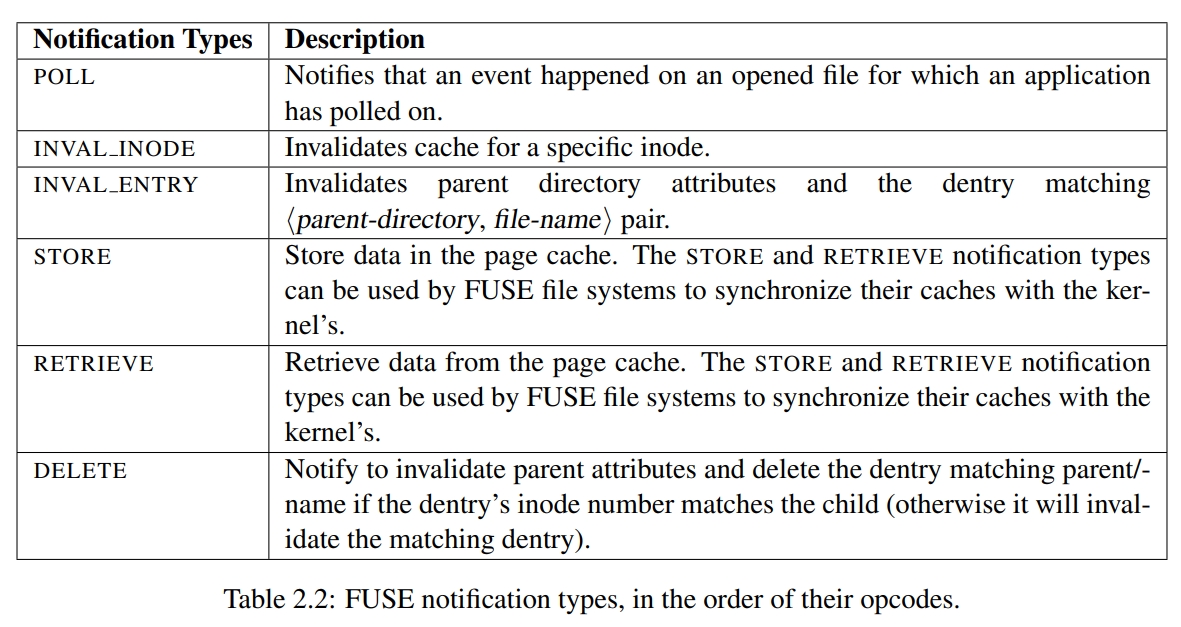 Notification Types Description
POLL Notifies that an event happened on an opened file for which an application
has polled on.
INVAL_INODE Invalidates cache for a specific inode.
INVAL_ENTRY Invalidates parent directory attributes and the dentry matching
⟨parent-directory, file-name⟩ pair.
STORE Store data in the page cache. The STORE and RETRIEVE notification types
can be used by FUSE file systems to synchronize their caches with the ker-
nel's.
RETRIEVE Retrieve data from the page cache. The STORE and RETRIEVE notification
types can be used by FUSE file systems to synchronize their caches with the
kernel's.
DELETE Notify to invalidate parent attributes and delete the dentry matching parent/-
name if the dentry's inode number matches the child (otherwise it will inval-
idate the matching dentry).
Table 2.2: FUSE notification types, in the order of their opcodes.